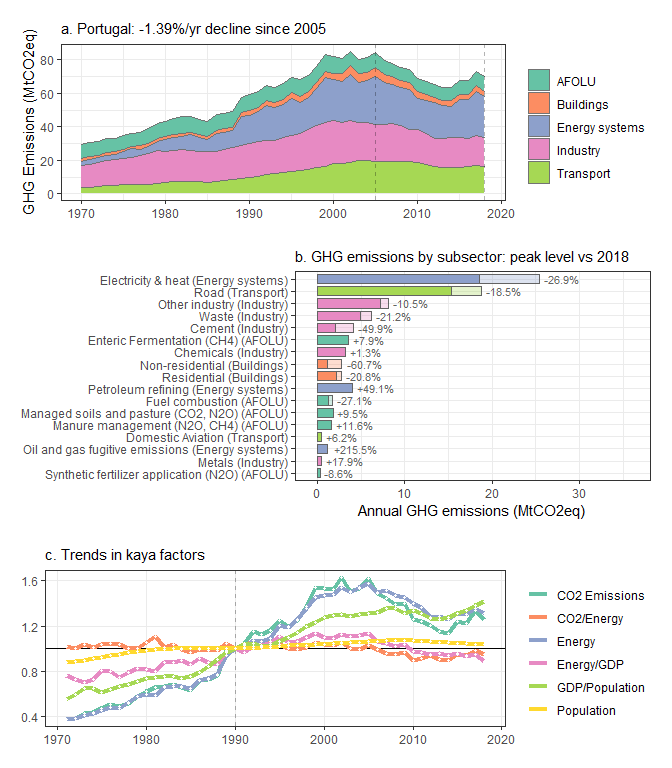 a. Portugal: -1.39%/yr decline since 2005
GHG Emissions (MtCO2eq)
80
60
40
20
0
1970
1980
1990
2000
2010
2020
AFOLU
Buildings
Energy systems
Industry
Transport
b. GHG emissions by subsector: peak level vs 2018
Electricity & heat (Energy systems) -26.9%
Road (Transport) -18.5%
Other industry (Industry) -10.5%
Waste (Industry) -21.2%
Cement (Industry) -49.9%
Enteric Fermentation (CH4) (AFOLU) +7.9%
Chemicals (Industry) +1.3%
Non-residential (Buildings) -60.7%
Residential (Buildings) -20.8%
Petroleum refining (Energy systems) +49.1%
Fuel combustion (AFOLU) -27.1%
Managed soils and pasture (CO2, N2O) (AFOLU) +9.5%
Manure management (N2O, CH4) (AFOLU) +11.6%
Domestic Aviation (Transport) +6.2%
Oil and gas fugitive emissions (Energy systems) +215.5%
Metals (Industry) +17.9%
Synthetic fertilizer application (N2O) (AFOLU) -8.6%
0
10
20
30
Annual GHG emissions (MtCO2eq)
c. Trends in kaya factors
1.6
1.2
0.8
0.4
1970
1980
1990
2000
2010
2020
CO2 Emissions
CO2/Energy
Energy
Energy/GDP
GDP/Population
Population